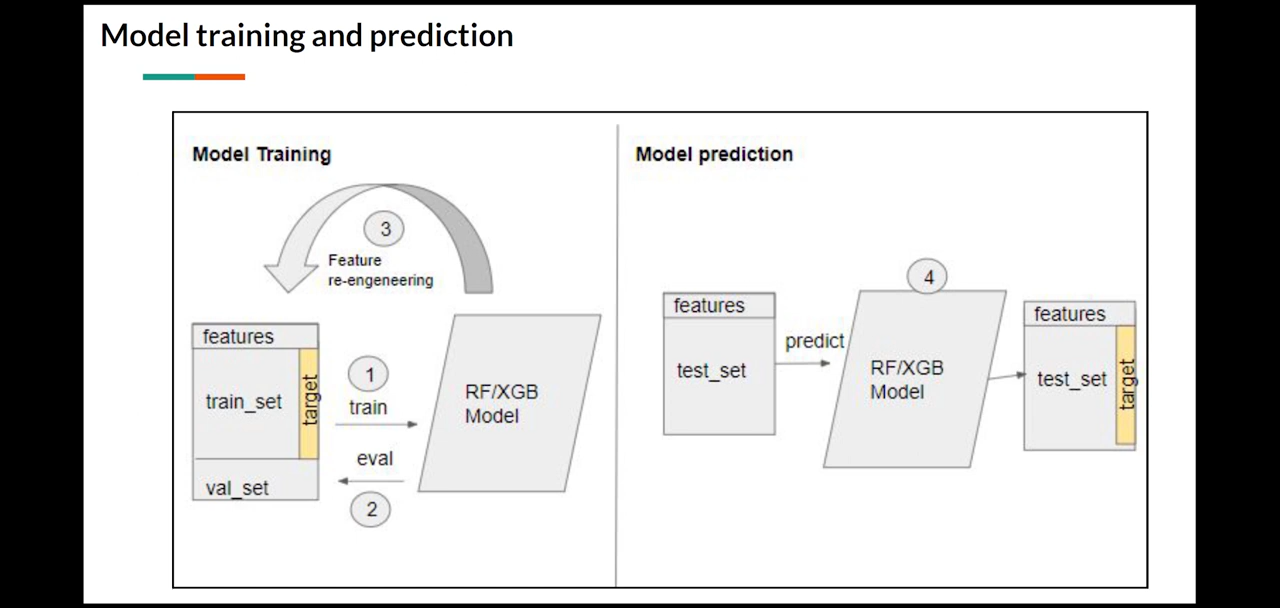 Model training and prediction
Model Training
3
Feature
re-engeneering
features
train_set
target
val_set
1
train
eval
2
RF/XGB
Model
Model prediction
features
test_set
predict
4
RF/XGB
Model
features
test_set
target